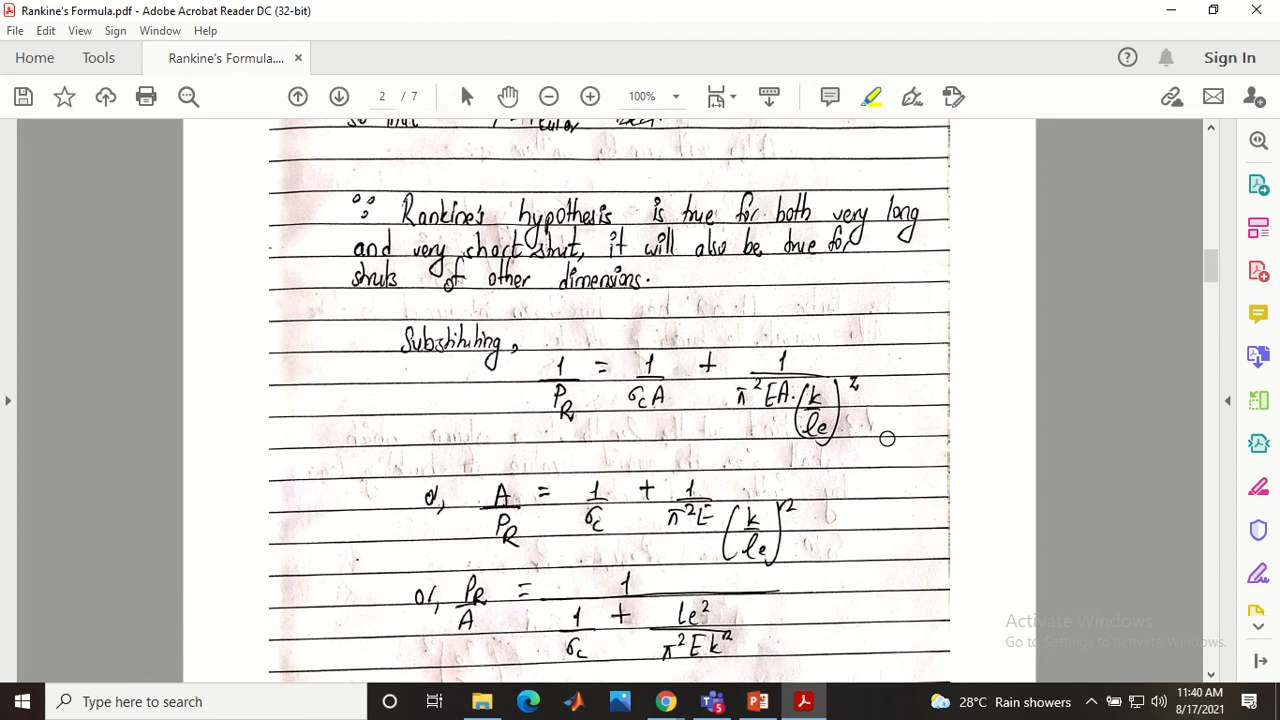 Rankine's Formula.pdf - Adobe Acrobat Reader DC (32-bit)
File Edit View Sign Window Help
Home Tools Rankine's Formula.... × Sign In
2 / 7 100%
so that
∵ Rankine's hypothesis is true for both very long
and very short strut, it will also be true for
struts of other dimensions.
Substituting,
1/P_R = 1/(σ_c A) + 1/(π² EA.(k/le)²)
or, A/P_R = 1/σ_c + 1/(π²E (k/le)²)
or, P_R/A = 1/(1/σ_c + le²/(π²Ek²))
Activate Windows
Go to Settings to activate Windows.
Type here to search
28°C Rain showers
11:40 AM
8/17/2021